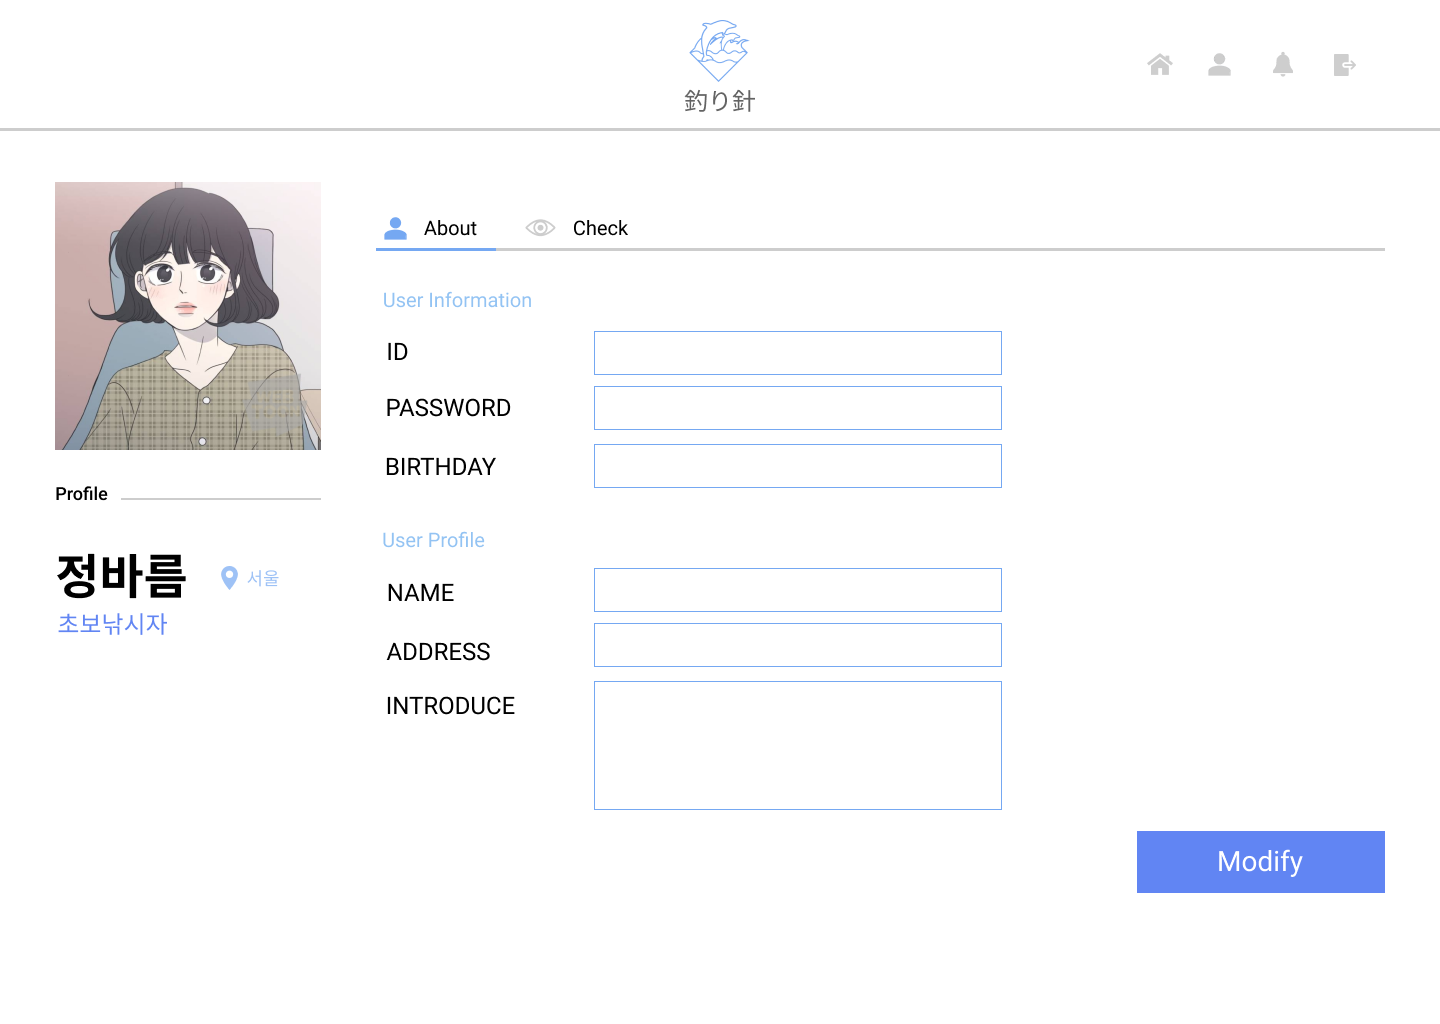 釣り針
About
Check
User Information
ID
PASSWORD
BIRTHDAY
Profile
정바름
서울
초보낚시자
User Profile
NAME
ADDRESS
INTRODUCE
Modify